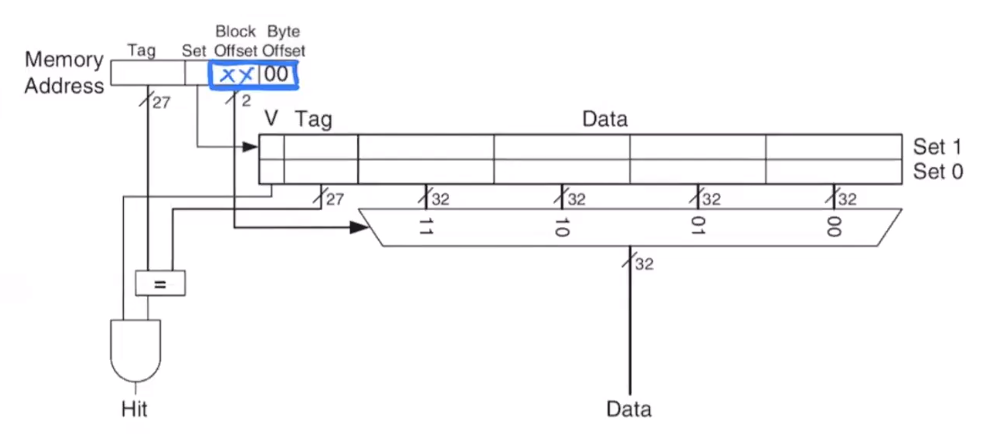 Block Byte
Tag Set Offset Offset
Memory Address
XX 00
27
2
V Tag Data
Set 1
Set 0
27 32 32 32 32
11 10 01 00
=
32
Hit
Data